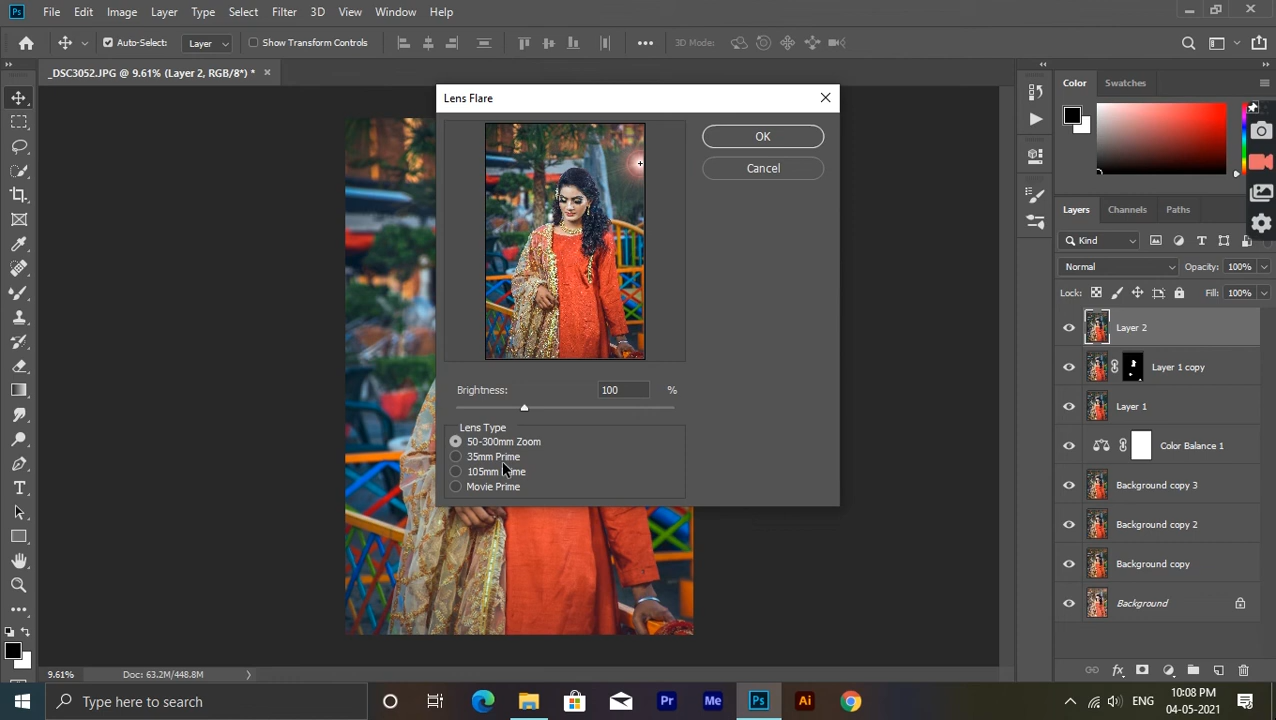 Ps File Edit Image Layer Type Select Filter 3D View Window Help
Auto-Select: Layer Show Transform Controls 3D Mode:
_DSC3052.JPG @ 9.61% (Layer 2, RGB/8*) *
Lens Flare
OK
Cancel
Brightness: 100 %
Lens Type
50-300mm Zoom
35mm Prime
105mm Prime
Movie Prime
Color Swatches
Layers Channels Paths
Kind
Normal Opacity: 100%
Lock: Fill: 100%
Layer 2
Layer 1 copy
Layer 1
Color Balance 1
Background copy 3
Background copy 2
Background copy
Background
9.61% Doc: 63.2M/448.8M
Type here to search
Pr Me Ps Ai
ENG
10:08 PM
04-05-2021